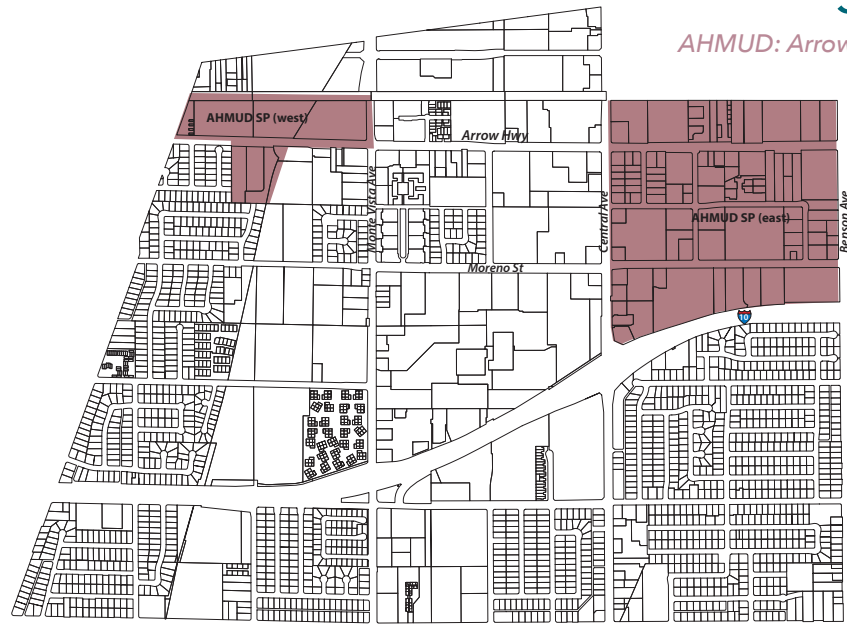 AHMUD: Arrow
AHMUD SP (west)
Arrow Hwy
Monte Vista Ave
Central Ave
AHMUD SP (east)
Benson Ave
Moreno St
10